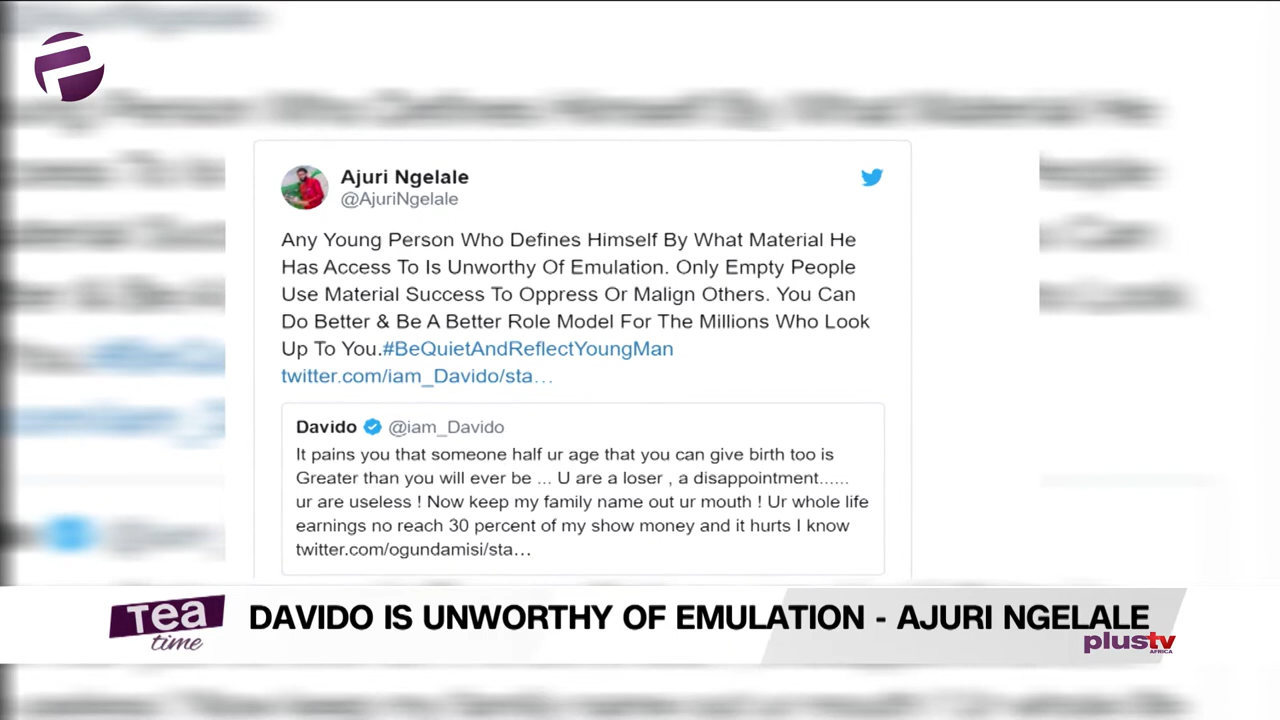 Ajuri Ngelale
@AjuriNgelale
Any Young Person Who Defines Himself By What Material He
Has Access To Is Unworthy Of Emulation. Only Empty People
Use Material Success To Oppress Or Malign Others. You Can
Do Better & Be A Better Role Model For The Millions Who Look
Up To You.#BeQuietAndReflectYoungMan
twitter.com/iam_Davido/sta…
Davido @iam_Davido
It pains you that someone half ur age that you can give birth too is
Greater than you will ever be ... U are a loser , a disappointment......
ur are useless ! Now keep my family name out ur mouth ! Ur whole life
earnings no reach 30 percent of my show money and it hurts I know
twitter.com/ogundamisi/sta…
Tea time
DAVIDO IS UNWORTHY OF EMULATION - AJURI NGELALE
plustv
AFRICA